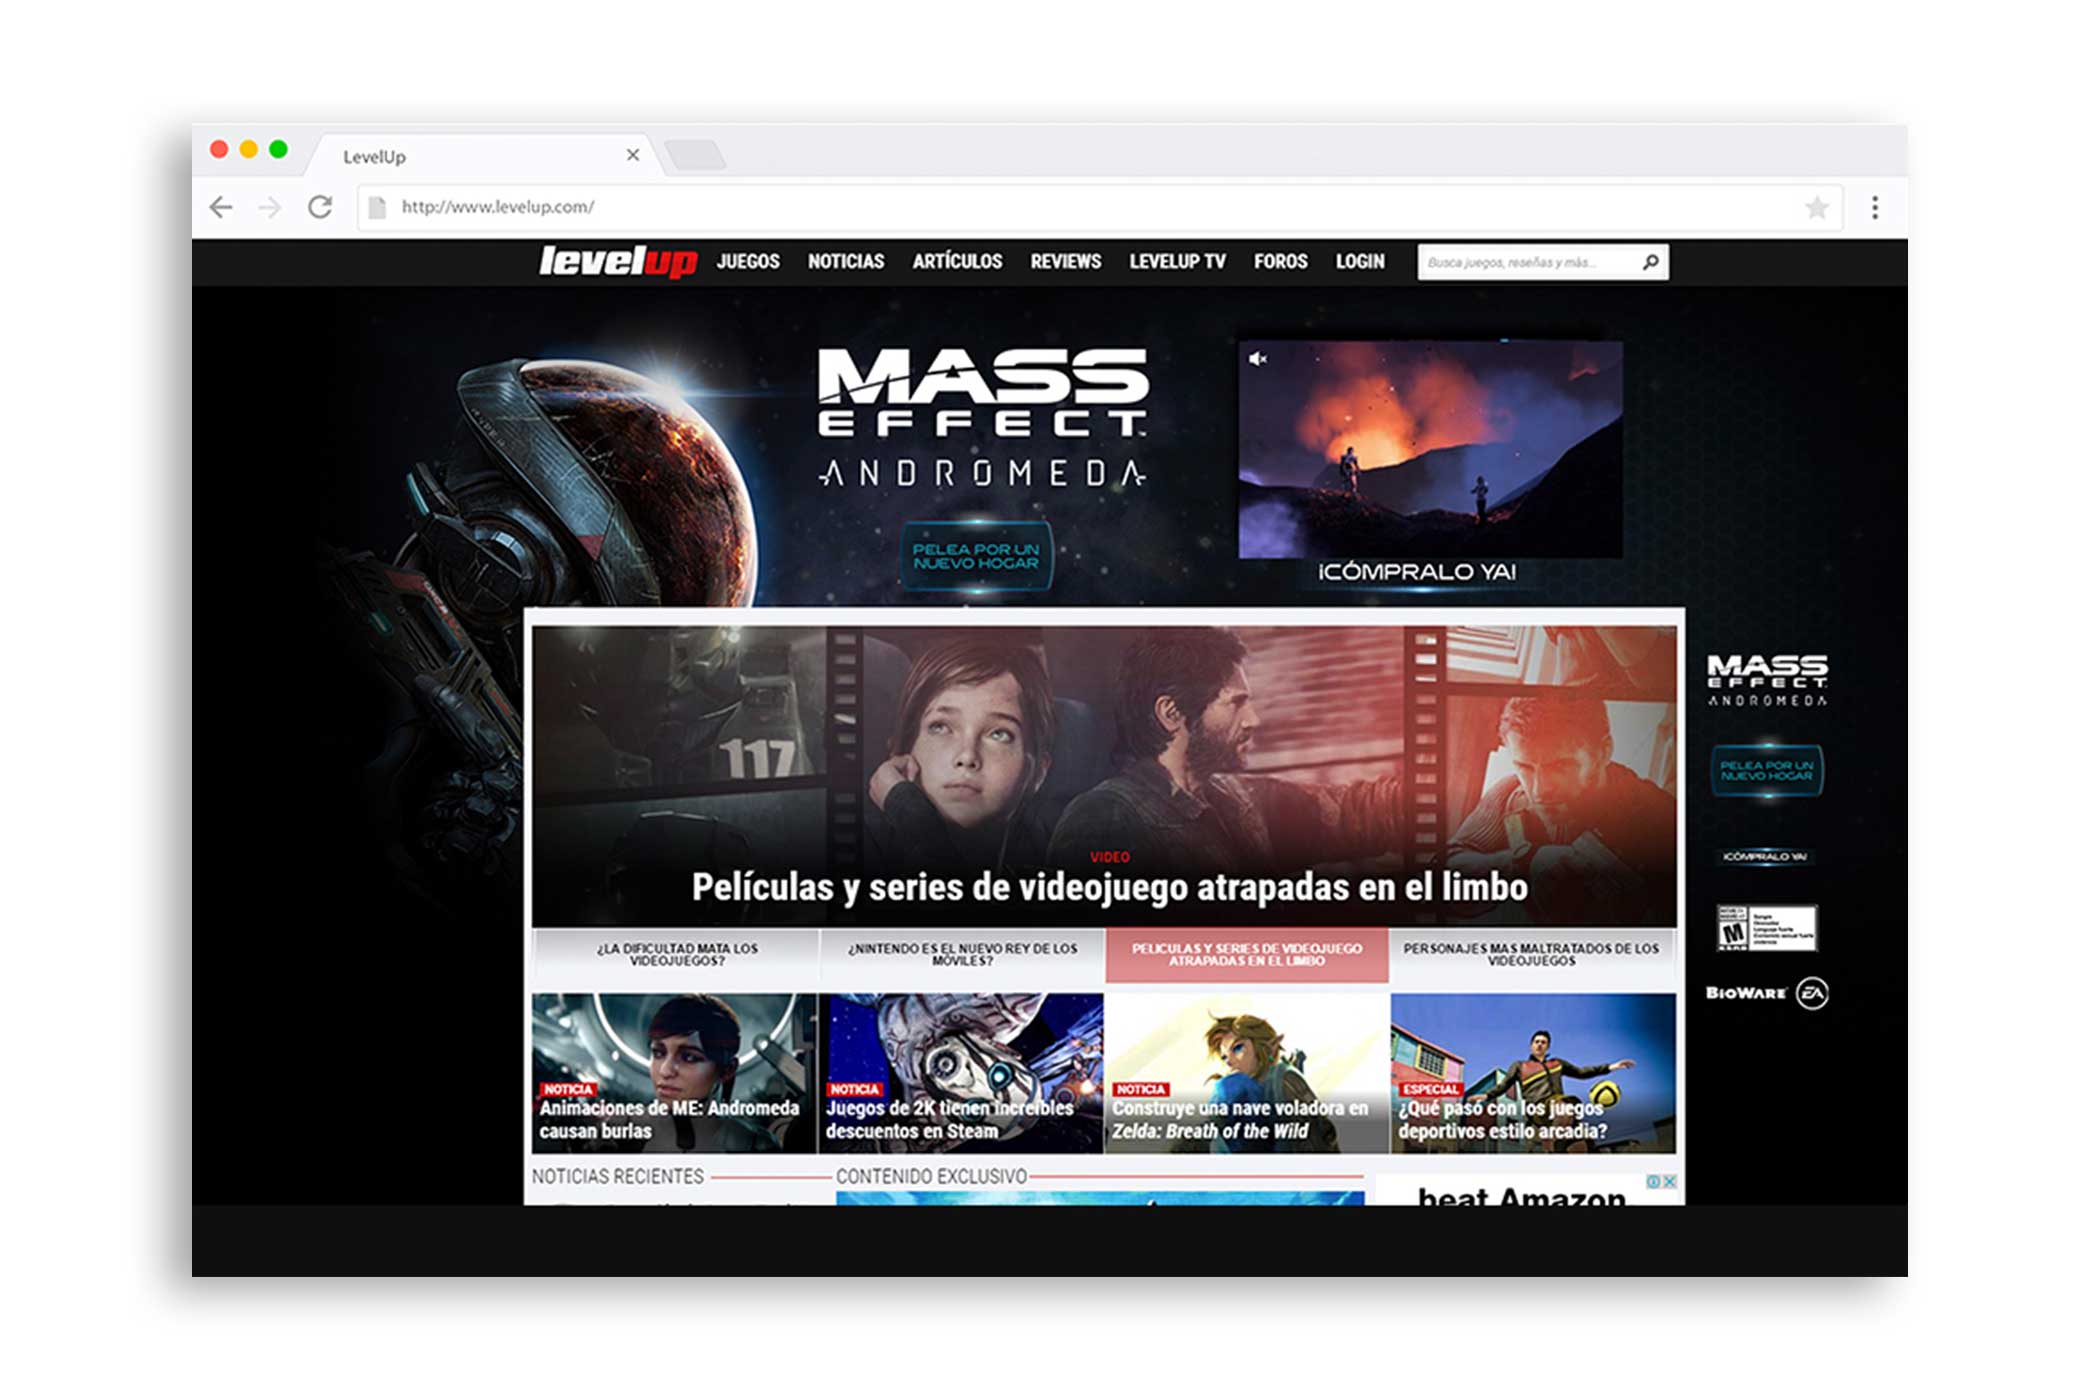 LevelUp
http://www.levelup.com/
levelup JUEGOS NOTICIAS ARTÍCULOS REVIEWS LEVELUP TV FOROS LOGIN Busca juegos, reseñas y más...
MASS
EFFECT
ANDROMEDA
PELEA POR UN
NUEVO HOGAR
¡CÓMPRALO YA!
117
VIDEO
Películas y series de videojuego atrapadas en el limbo
¿LA DIFICULTAD MATA LOS
VIDEOJUEGOS?
¿NINTENDO ES EL NUEVO REY DE LOS
MÓVILES?
PELICULAS Y SERIES DE VIDEOJUEGO
ATRAPADAS EN EL LIMBO
PERSONAJES MAS MALTRATADOS DE LOS
VIDEOJUEGOS
NOTICIA
Animaciones de ME: Andromeda
causan burlas
NOTICIA
Juegos de 2K tienen increíbles
descuentos en Steam
NOTICIA
Construye una nave voladora en
Zelda: Breath of the Wild
ESPECIAL
¿Qué pasó con los juegos
deportivos estilo arcadia?
NOTICIAS RECIENTES
CONTENIDO EXCLUSIVO
beat Amazon
MASS
EFFECT
ANDROMEDA
PELEA POR UN
NUEVO HOGAR
¡CÓMPRALO YA!
M
BIOWARE EA